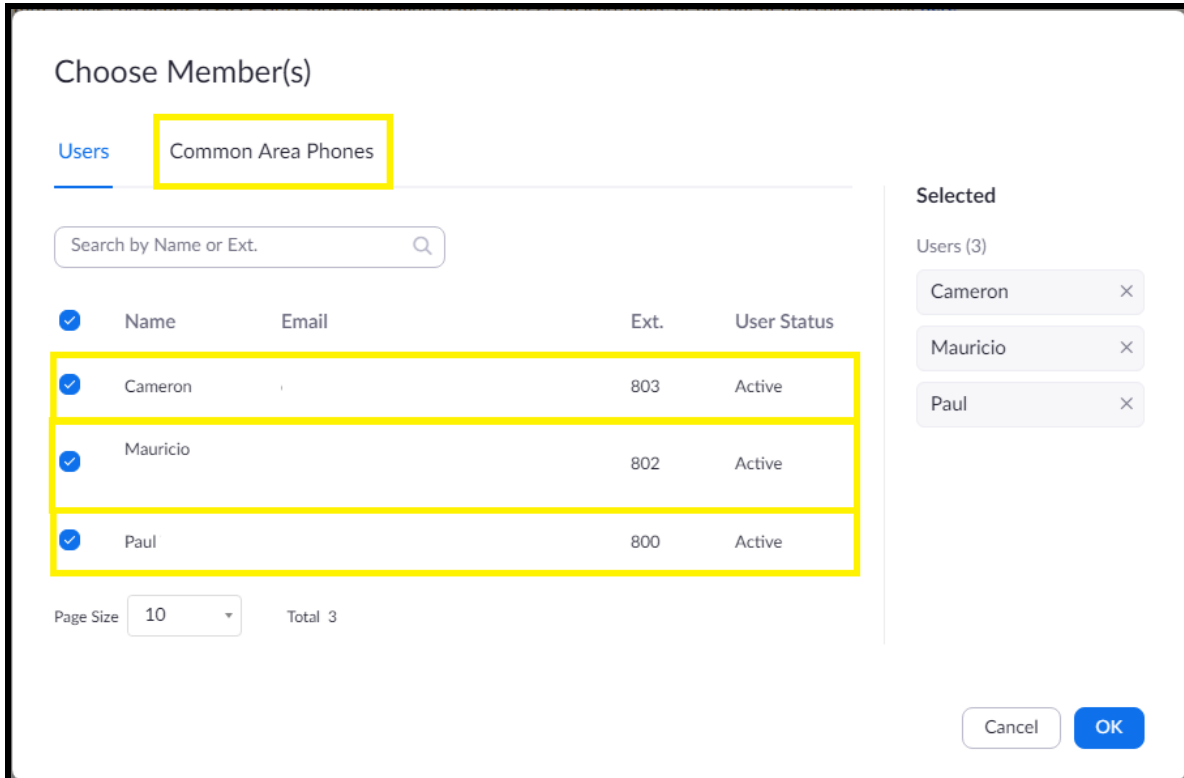 Choose Member(s)
Users Common Area Phones
Search by Name or Ext.
Name Email Ext. User Status
Cameron 803 Active
Mauricio 802 Active
Paul 800 Active
Page Size 10 Total 3
Selected
Users (3)
Cameron
Mauricio
Paul
Cancel OK